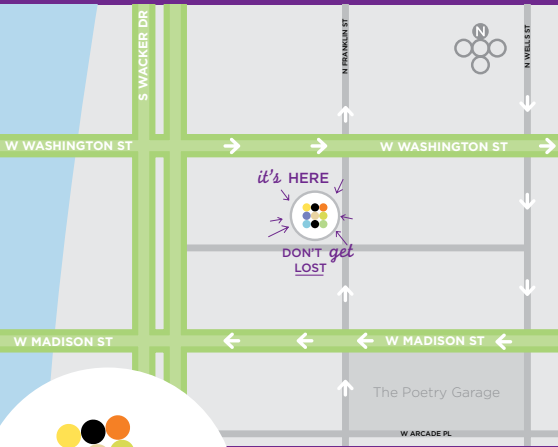 S WACKER DR
N FRANKLIN ST
N
N WELLS ST
W WASHINGTON ST
W WASHINGTON ST
it's HERE
DON'T get
LOST
W MADISON ST
W MADISON ST
The Poetry Garage
W ARCADE PL